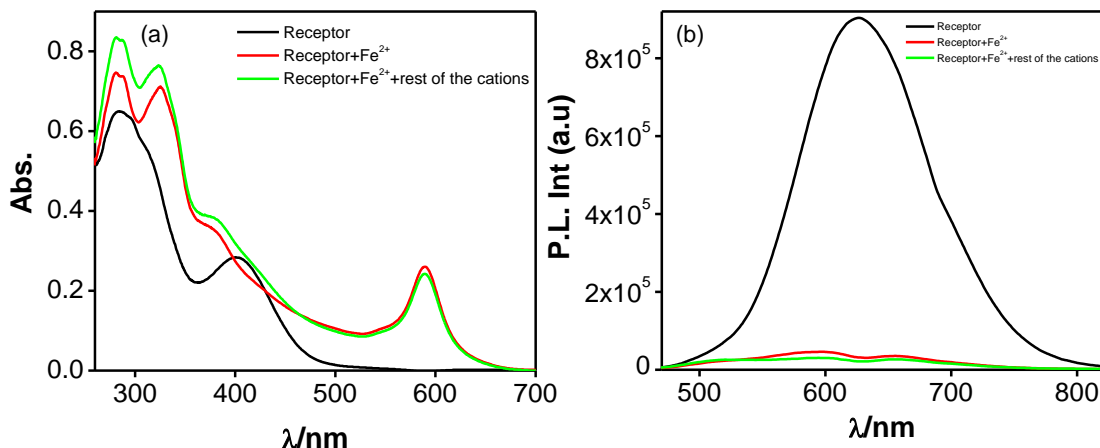 (a)
Receptor
Receptor+Fe²⁺
Receptor+Fe²⁺+rest of the cations
Abs.
0.8
0.6
0.4
0.2
0.0
300 400 500 600 700
λ/nm
(b)
Receptor
Receptor+Fe²⁺
Receptor+Fe²⁺+rest of the cations
P.L. Int (a.u)
8x10⁵
6x10⁵
4x10⁵
2x10⁵
0
500 600 700 800
λ/nm